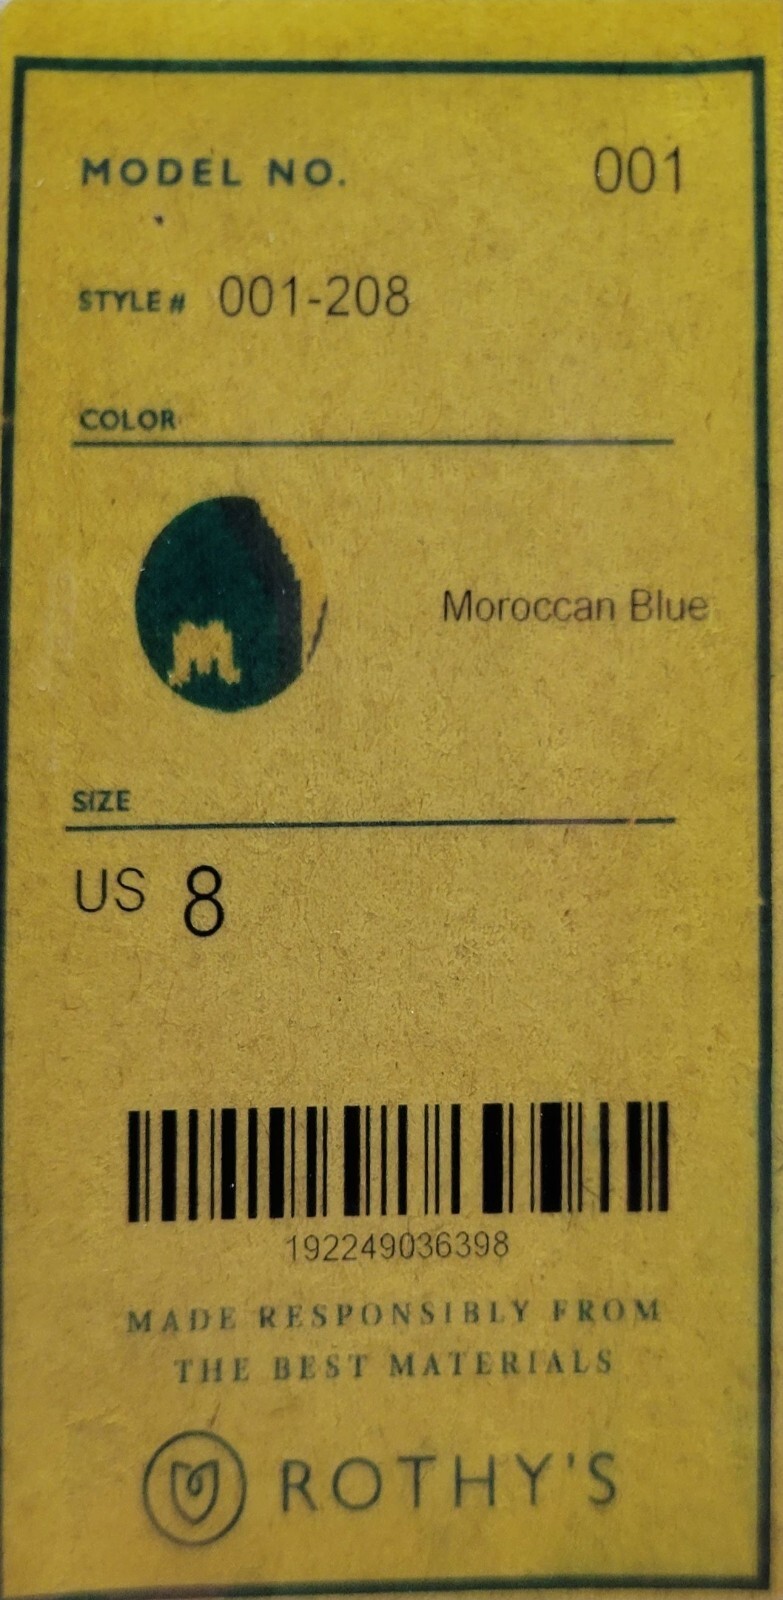 MODEL NO. 001
STYLE # 001-208
COLOR
Moroccan Blue
SIZE
US 8
192249036398
MADE RESPONSIBLY FROM
THE BEST MATERIALS
ROTHY'S